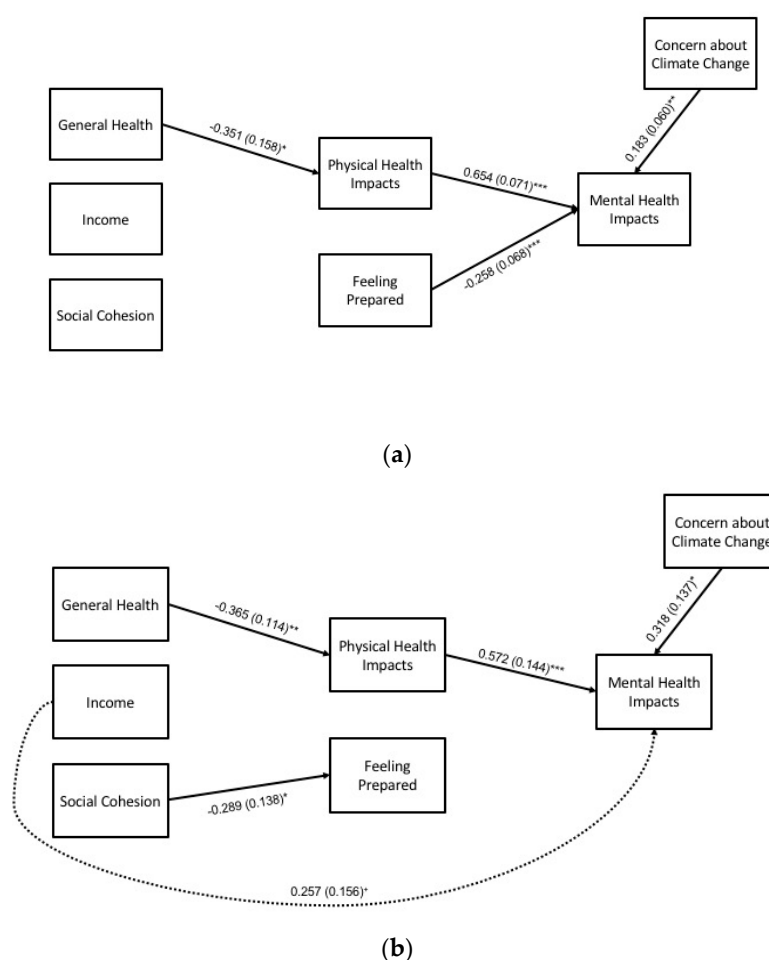 Concern about
Climate Change
General Health
-0.351 (0.158)*
0.183 (0.060)**
Physical Health
Impacts
0.654 (0.071)***
Mental Health
Impacts
Income
-0.258 (0.068)***
Feeling
Prepared
Social Cohesion
(a)
Concern about
Climate Change
General Health
-0.365 (0.114)**
0.318 (0.137)*
Physical Health
Impacts
0.572 (0.144)***
Mental Health
Impacts
Income
Feeling
Prepared
Social Cohesion
-0.289 (0.138)*
0.257 (0.156)⁺
(b)